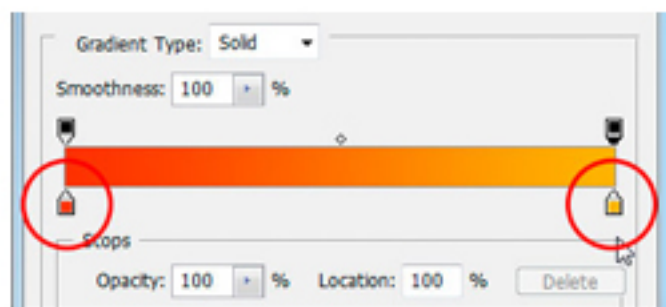 Gradient Type: Solid
Smoothness: 100 %
Stops
Opacity: 100 % Location: 100 % Delete